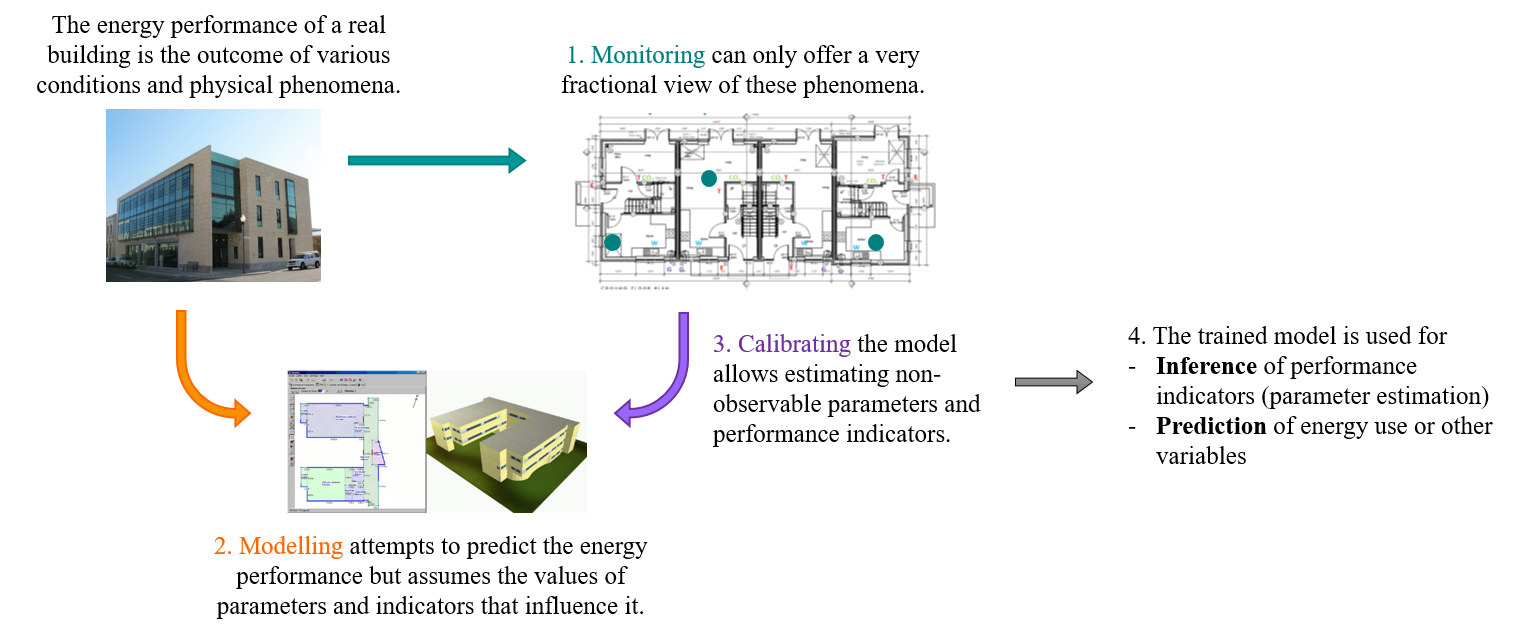 The energy performance of a real
building is the outcome of various
conditions and physical phenomena.
1. Monitoring can only offer a very
fractional view of these phenomena.
3. Calibrating the model
allows estimating non-
observable parameters and
performance indicators.
4. The trained model is used for
- Inference of performance
indicators (parameter estimation)
- Prediction of energy use or other
variables
2. Modelling attempts to predict the energy
performance but assumes the values of
parameters and indicators that influence it.